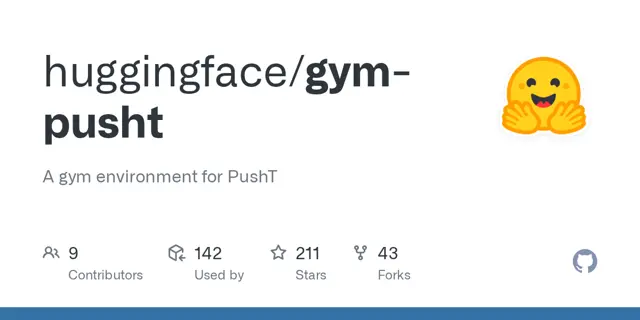 huggingface/gym-
pusht
A gym environment for PushT
9
Contributors
142
Used by
211
Stars
43
Forks